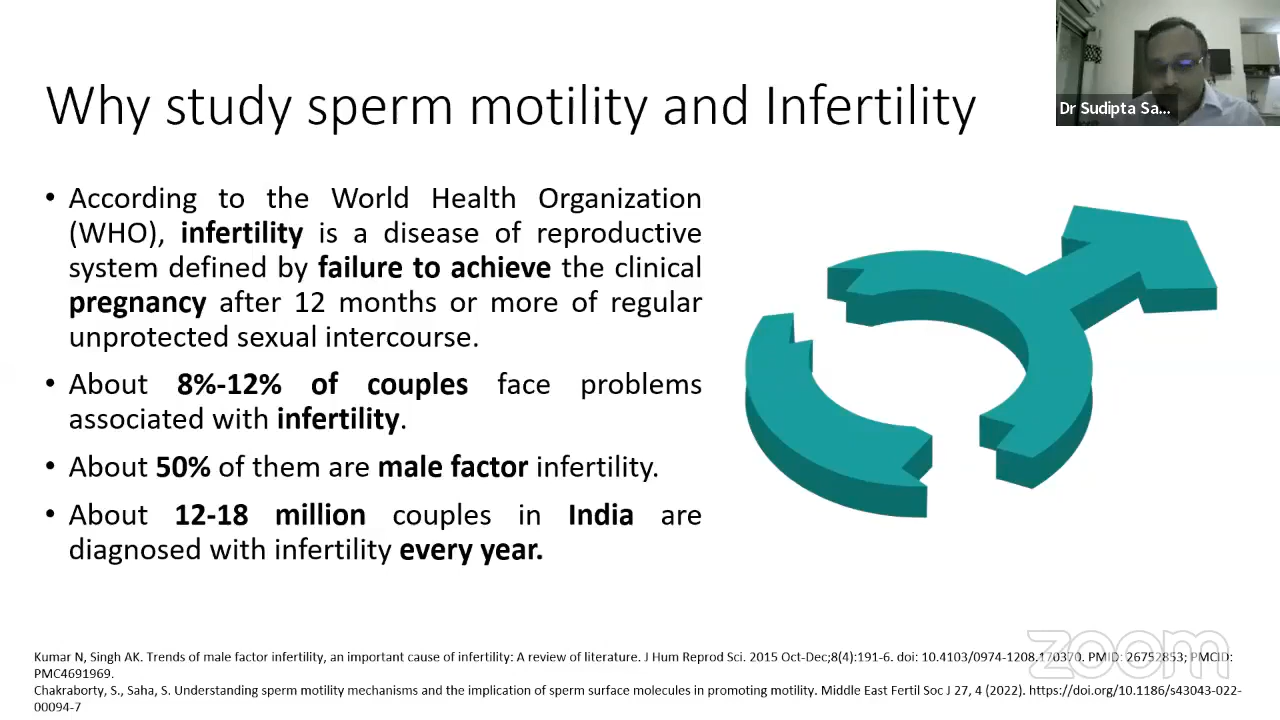 Why study sperm motility and Infertility
Dr Sudipta Sa...
• According to the World Health Organization
(WHO), infertility is a disease of reproductive
system defined by failure to achieve the clinical
pregnancy after 12 months or more of regular
unprotected sexual intercourse.
• About 8%-12% of couples face problems
associated with infertility.
• About 50% of them are male factor infertility.
• About 12-18 million couples in India are
diagnosed with infertility every year.
zoom
Kumar N, Singh AK. Trends of male factor infertility, an important cause of infertility: A review of literature. J Hum Reprod Sci. 2015 Oct-Dec;8(4):191-6. doi: 10.4103/0974-1208.170370. PMID: 26752853; PMCID:
PMC4691969.
Chakraborty, S., Saha, S. Understanding sperm motility mechanisms and the implication of sperm surface molecules in promoting motility. Middle East Fertil Soc J 27, 4 (2022). https://doi.org/10.1186/s43043-022-
00094-7